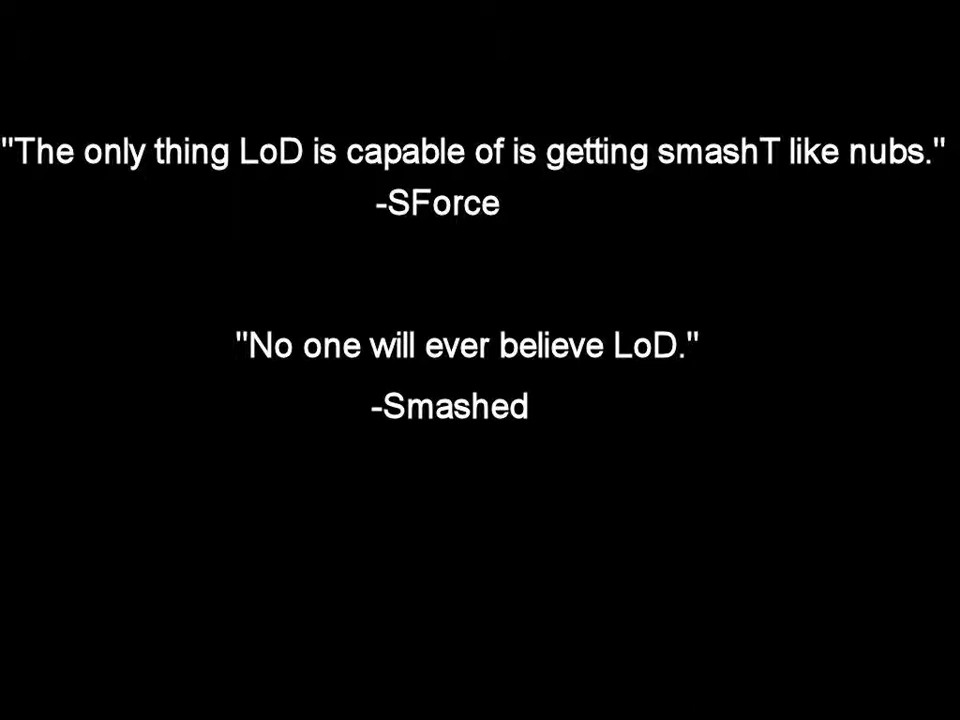 "The only thing LoD is capable of is getting smashT like nubs."
-SForce
"No one will ever believe LoD."
-Smashed